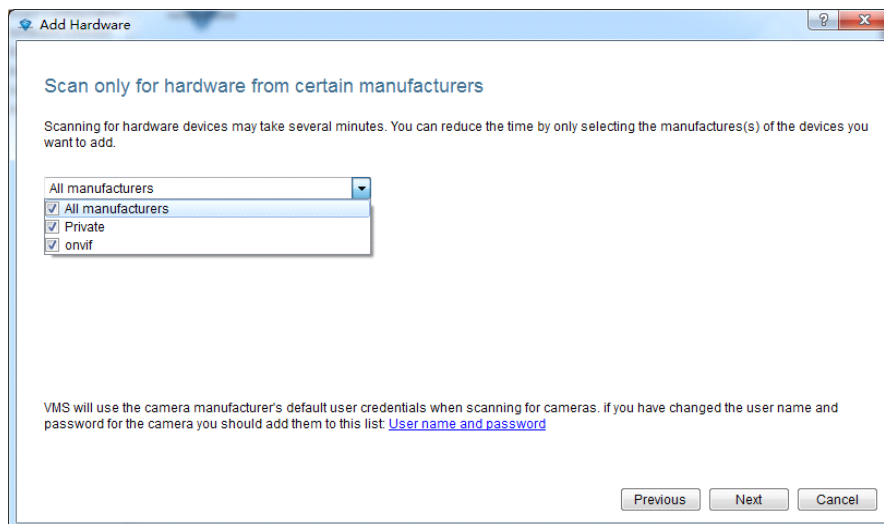 Add Hardware
Scan only for hardware from certain manufacturers
Scanning for hardware devices may take several minutes. You can reduce the time by only selecting the manufactures(s) of the devices you
want to add.
All manufacturers
All manufacturers
Private
onvif
VMS will use the camera manufacturer's default user credentials when scanning for cameras. if you have changed the user name and
password for the camera you should add them to this list: User name and password
Previous Next Cancel